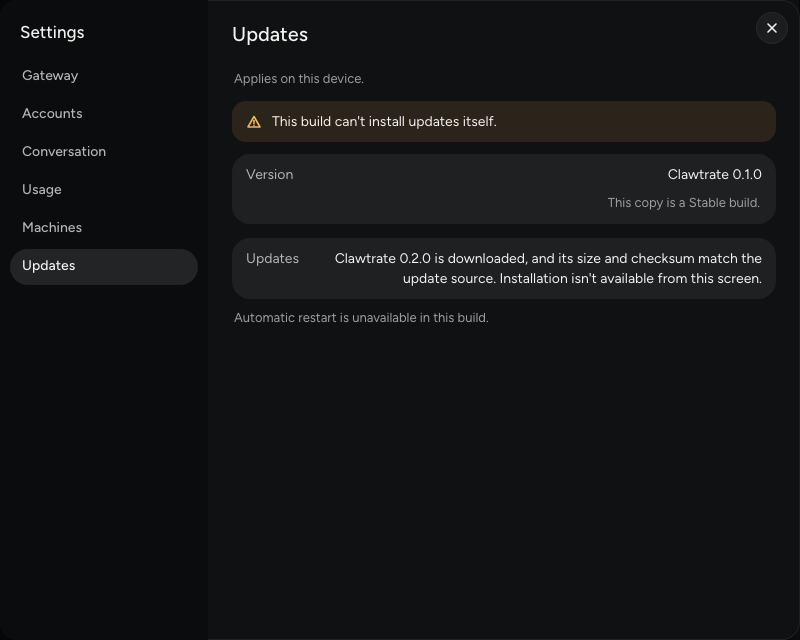 Settings
Gateway
Accounts
Conversation
Usage
Machines
Updates
Updates
Applies on this device.
This build can't install updates itself.
Version
Clawtrate 0.1.0
This copy is a Stable build.
Updates
Clawtrate 0.2.0 is downloaded, and its size and checksum match the
update source. Installation isn't available from this screen.
Automatic restart is unavailable in this build.